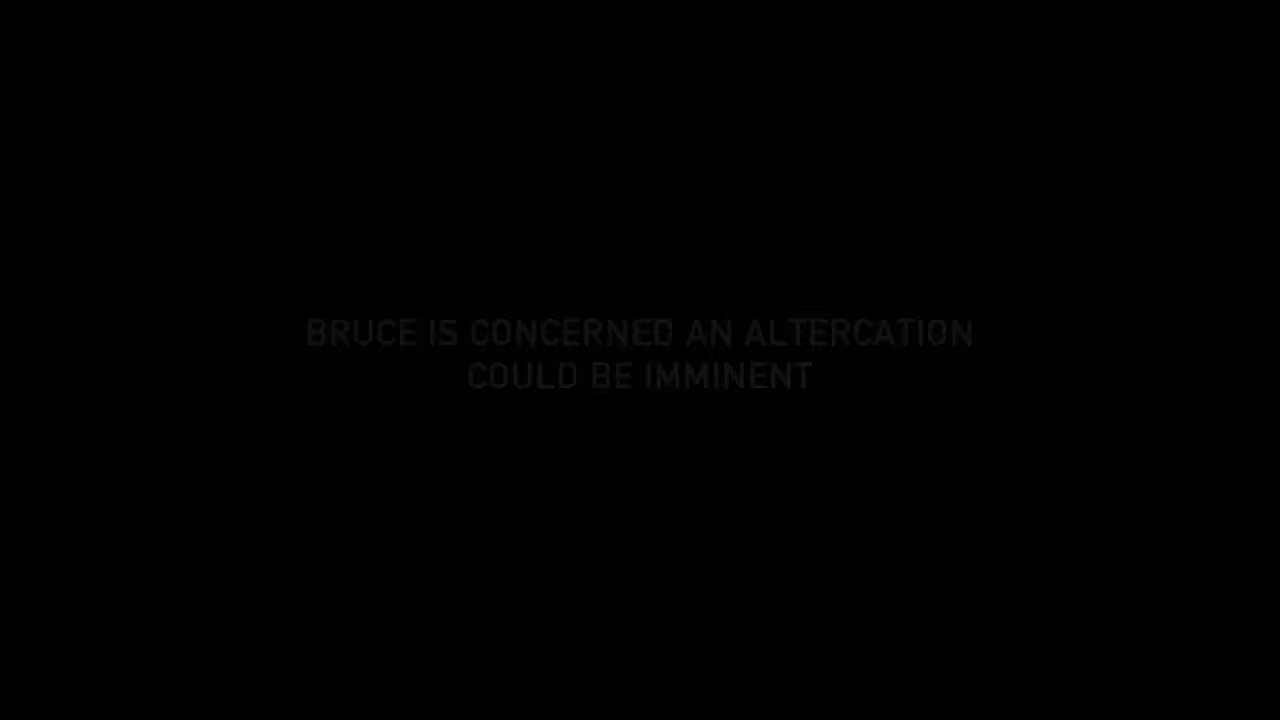 BRUCE IS CONCERNED AN ALTERCATION
COULD BE IMMINENT